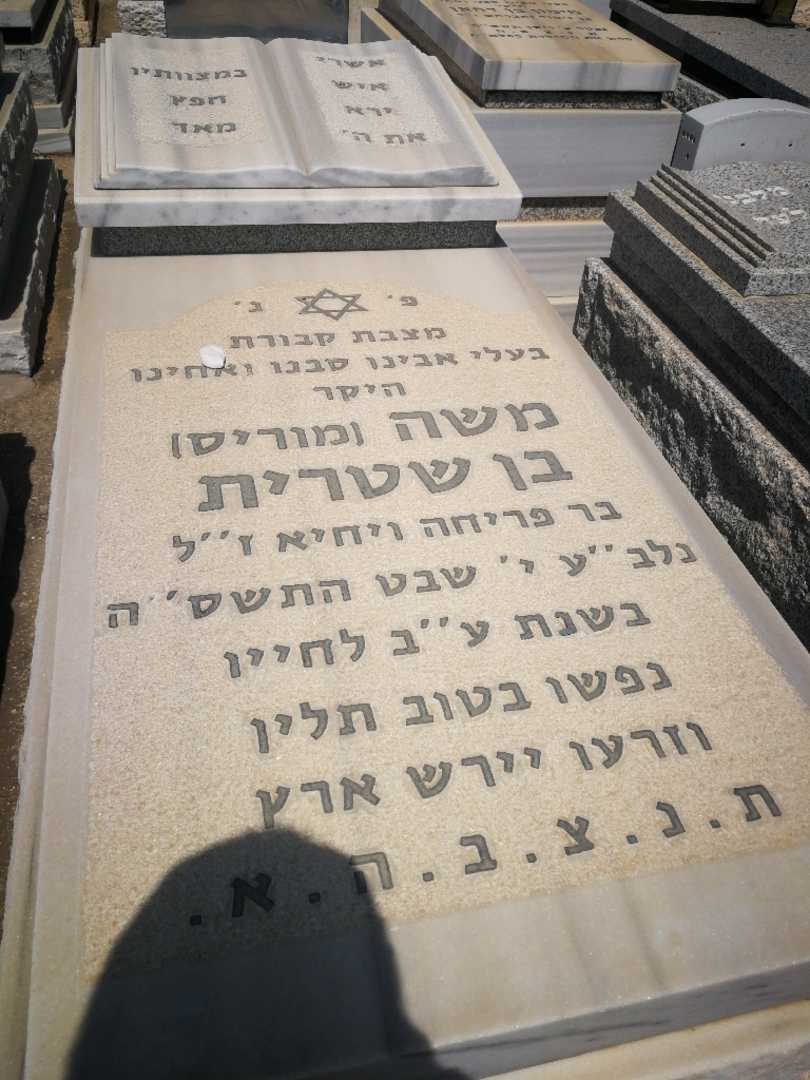 אשרי
איש
ירא
את ה'
במצוותיו
חפץ
מאד
פ' נ'
מצבת קבורת
בעלי אבינו סבנו ואחינו
היקר
משה (מוריס)
בן שטרית
בר פריחה ויחיא ז''ל
נלב''ע י' שבט התשס''ה
בשנת ע''ב לחייו
נפשו בטוב תלין
וזרעו יירש ארץ
ת.נ.צ.ב.ה.א.